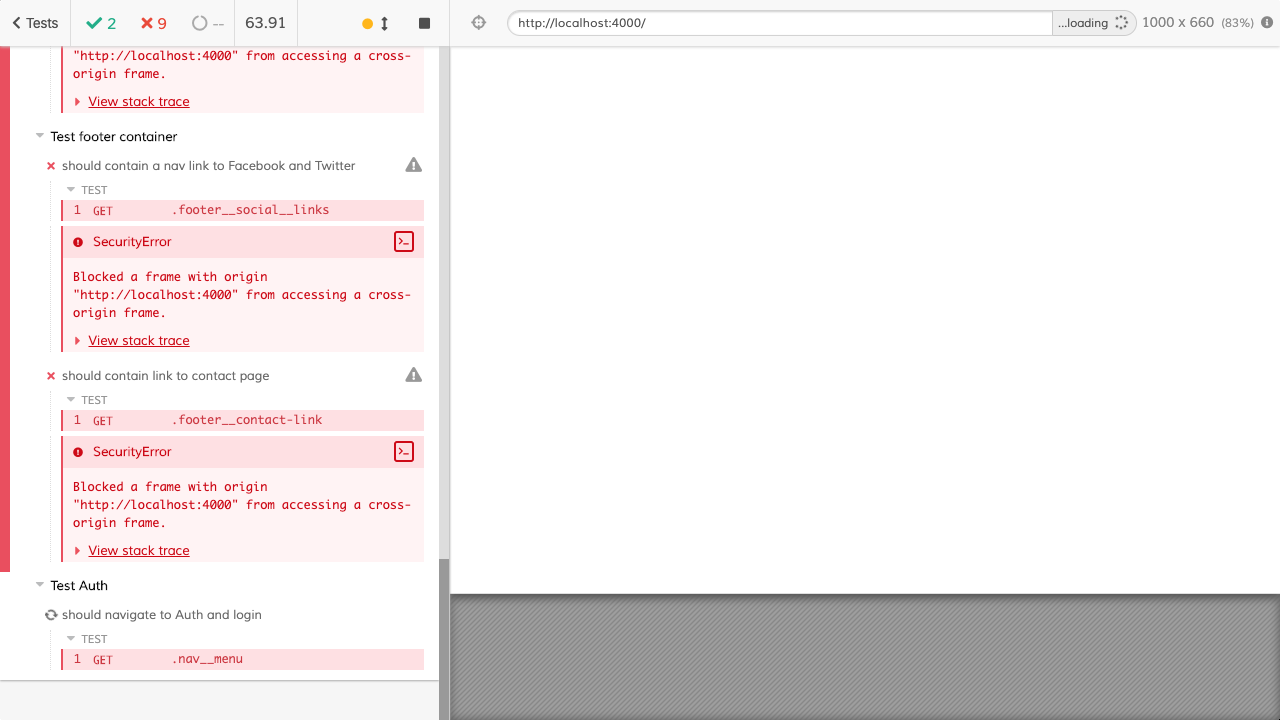 Tests
2
9
--
63.91
http://localhost:4000/
...loading
1000 x 660 (83%)
"http://localhost:4000" from accessing a cross-
origin frame.
View stack trace
Test footer container
should contain a nav link to Facebook and Twitter
TEST
1 GET .footer__social__links
SecurityError
Blocked a frame with origin
"http://localhost:4000" from accessing a cross-
origin frame.
View stack trace
should contain link to contact page
TEST
1 GET .footer__contact-link
SecurityError
Blocked a frame with origin
"http://localhost:4000" from accessing a cross-
origin frame.
View stack trace
Test Auth
should navigate to Auth and login
TEST
1 GET .nav__menu